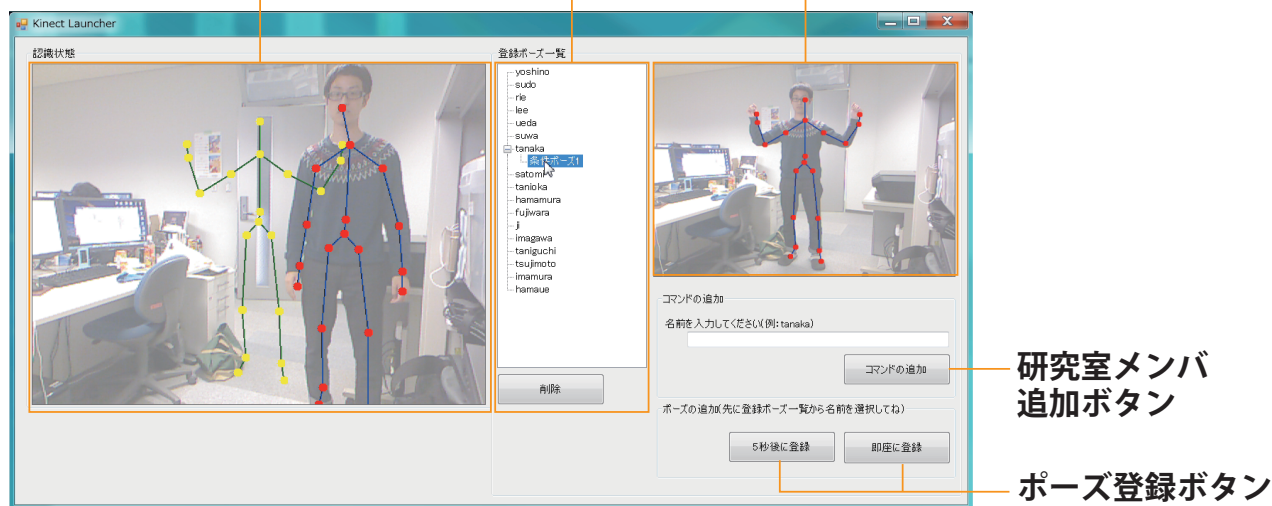 Kinect Launcher
認識状態
登録ポーズ一覧
yoshino
sudo
rie
lee
ueda
suwa
tanaka
条件ポーズ1
satomi
tanioka
hamamura
fujiwara
ji
imagawa
taniguchi
tsujimoto
imamura
hamaue
削除
コマンドの追加
名前を入力してください(例:tanaka)
コマンドの追加
ポーズの追加(先に登録ポーズ一覧から名前を選択してね)
5秒後に登録
即座に登録
研究室メンバ
追加ボタン
ポーズ登録ボタン